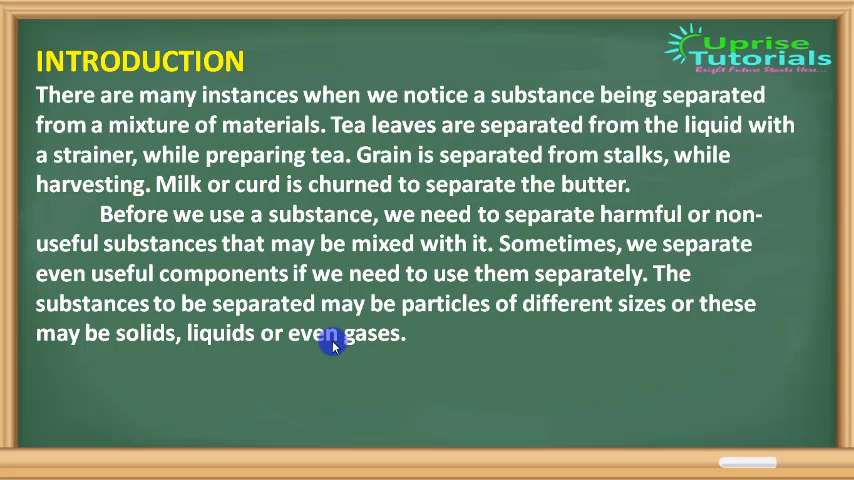 INTRODUCTION
Uprise
Tutorials
Bright Future Starts Here...
There are many instances when we notice a substance being separated
from a mixture of materials. Tea leaves are separated from the liquid with
a strainer, while preparing tea. Grain is separated from stalks, while
harvesting. Milk or curd is churned to separate the butter.
Before we use a substance, we need to separate harmful or non-
useful substances that may be mixed with it. Sometimes, we separate
even useful components if we need to use them separately. The
substances to be separated may be particles of different sizes or these
may be solids, liquids or even gases.